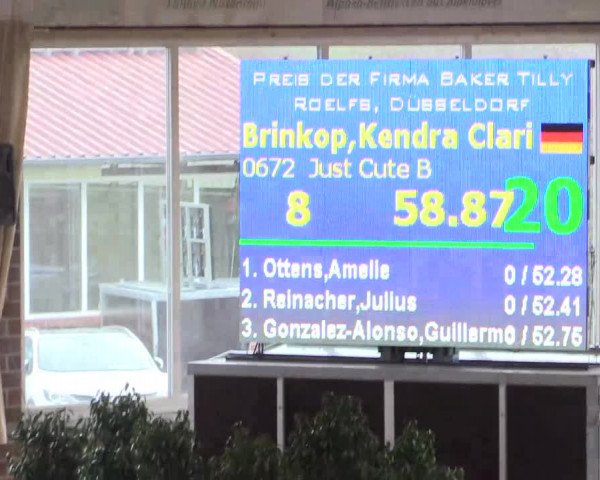 Preis der Firma Baker Tilly
Roelfs, Düsseldorf
Brinkop,Kendra Clari
0672 Just Cute B
8 58.87 20
1. Ottens,Amelie 0 / 52.28
2. Reinacher,Julius 0 / 52.41
3. Gonzalez-Alonso,Guillermo 0 / 52.75